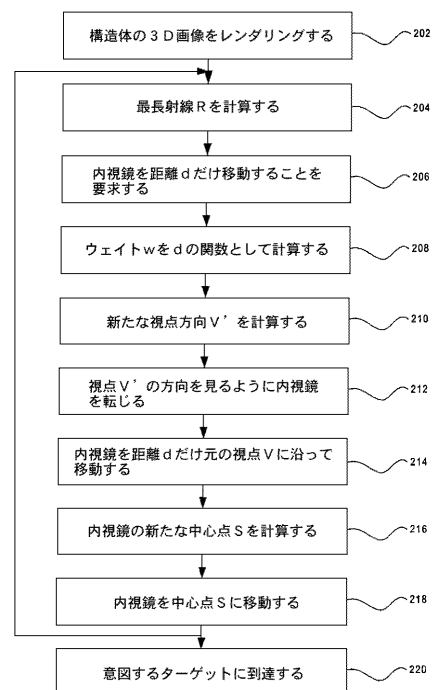 構造体の３Ｄ画像をレンダリングする
202
最長射線Ｒを計算する
204
内視鏡を距離ｄだけ移動することを
要求する
206
ウェイトｗをｄの関数として計算する
208
新たな視点方向Ｖ’を計算する
210
視点Ｖ’の方向を見るように内視鏡
を転じる
212
内視鏡を距離ｄだけ元の視点Ｖに沿って
移動する
214
内視鏡の新たな中心点Ｓを計算する
216
内視鏡を中心点Ｓに移動する
218
意図するターゲットに到達する
220